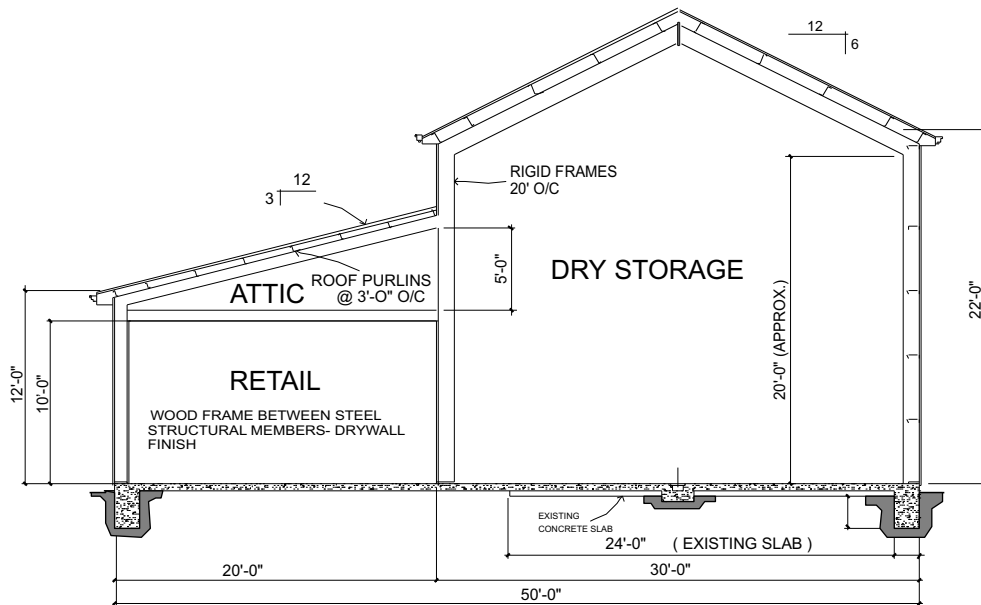 12
6
12
3
RIGID FRAMES
20' O/C
ROOF PURLINS
@ 3'-O" O/C
ATTIC
5'-0"
DRY STORAGE
20'-0" (APPROX.)
22'-0"
12'-0"
10'-0"
RETAIL
WOOD FRAME BETWEEN STEEL
STRUCTURAL MEMBERS- DRYWALL
FINISH
EXISTING
CONCRETE SLAB
24'-0" ( EXISTING SLAB )
20'-0"
30'-0"
50'-0"